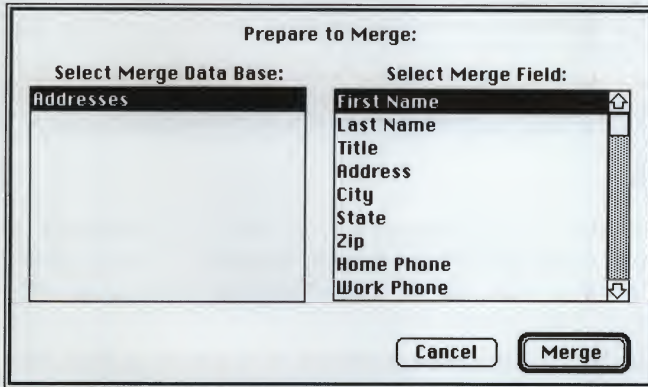 Prepare to Merge:
Select Merge Data Base:
Addresses
Select Merge Field:
First Name
Last Name
Title
Address
City
State
Zip
Home Phone
Work Phone
Cancel
Merge